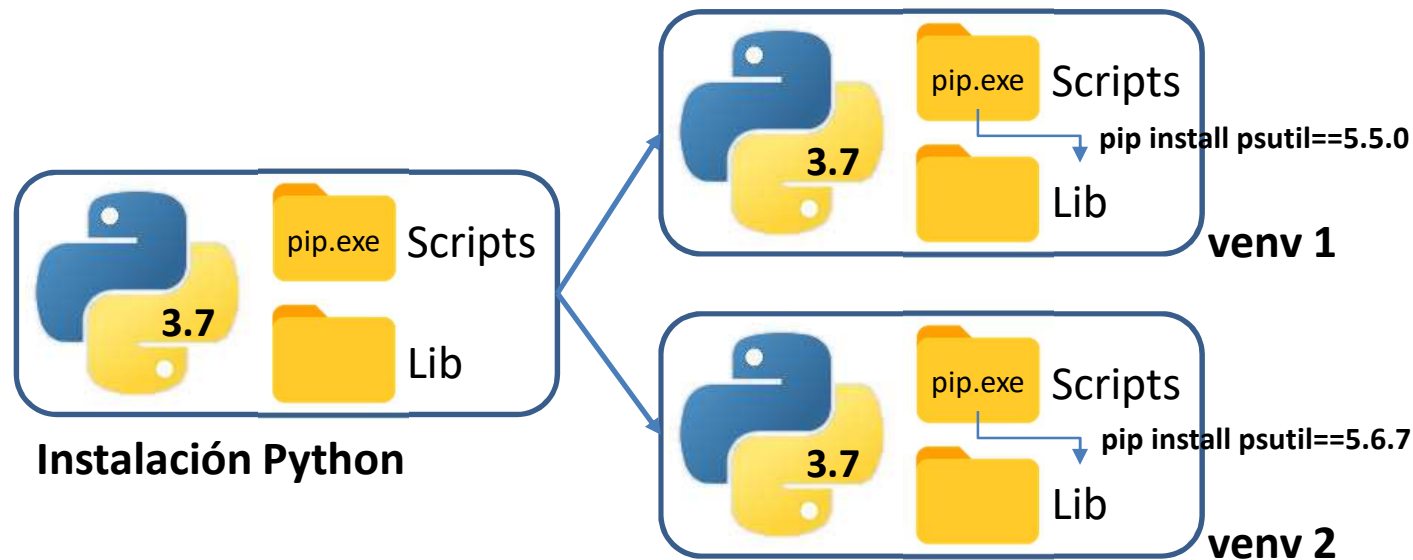 3.7
pip.exe
Scripts
Lib
Instalación Python
3.7
pip.exe
Scripts
pip install psutil==5.5.0
Lib
venv 1
3.7
pip.exe
Scripts
pip install psutil==5.6.7
Lib
venv 2